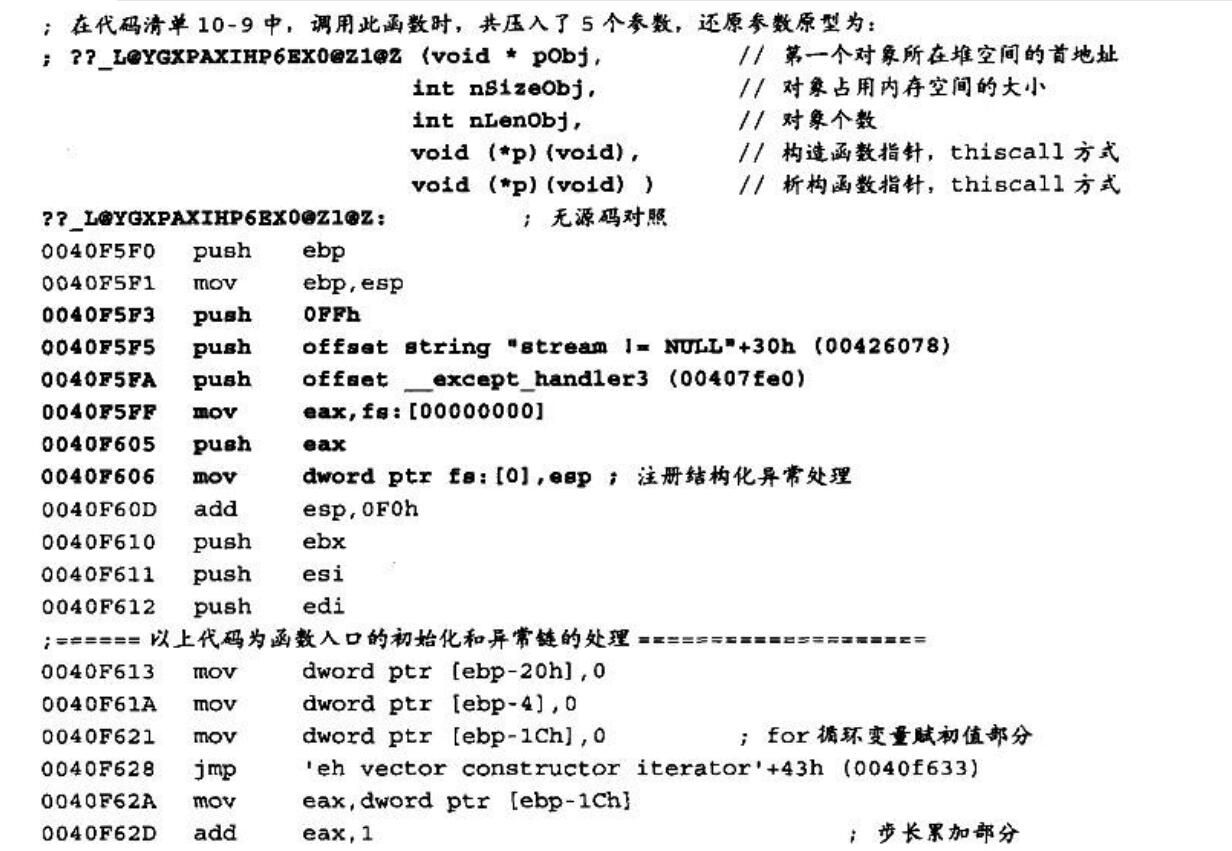 ; 在代码清单 10-9 中，调用此函数时，共压入了 5 个参数，还原参数原型为：
; ??_L@YGXPAXIHP6EX0@Z1@Z (void * pObj, // 第一个对象所在堆空间的首地址
int nSizeObj, // 对象占用内存空间的大小
int nLenObj, // 对象个数
void (*p)(void), // 构造函数指针，thiscall 方式
void (*p)(void) ) // 析构函数指针，thiscall 方式
??_L@YGXPAXIHP6EX0@Z1@Z: ; 无源码对照
0040F5F0 push ebp
0040F5F1 mov ebp,esp
0040F5F3 push 0FFh
0040F5F5 push offset string "stream != NULL"+30h (00426078)
0040F5FA push offset __except_handler3 (00407fe0)
0040F5FF mov eax,fs:[00000000]
0040F605 push eax
0040F606 mov dword ptr fs:[0],esp ; 注册结构化异常处理
0040F60D add esp,0F0h
0040F610 push ebx
0040F611 push esi
0040F612 push edi
;====== 以上代码为函数入口的初始化和异常链的处理 ====================
0040F613 mov dword ptr [ebp-20h],0
0040F61A mov dword ptr [ebp-4],0
0040F621 mov dword ptr [ebp-1Ch],0 ; for 循环变量赋初值部分
0040F628 jmp 'eh vector constructor iterator'+43h (0040f633)
0040F62A mov eax,dword ptr [ebp-1Ch]
0040F62D add eax,1 ; 步长累加部分